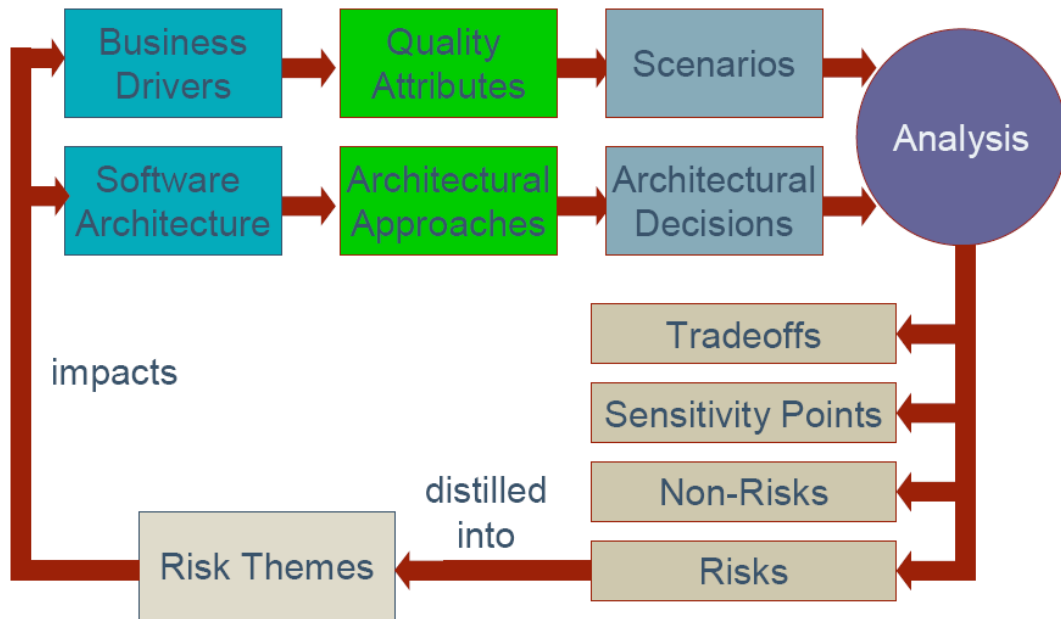 Business
Drivers
Quality
Attributes
Scenarios
Analysis
Software
Architecture
Architectural
Approaches
Architectural
Decisions
Tradeoffs
impacts
Sensitivity Points
Non-Risks
distilled
into
Risk Themes
Risks